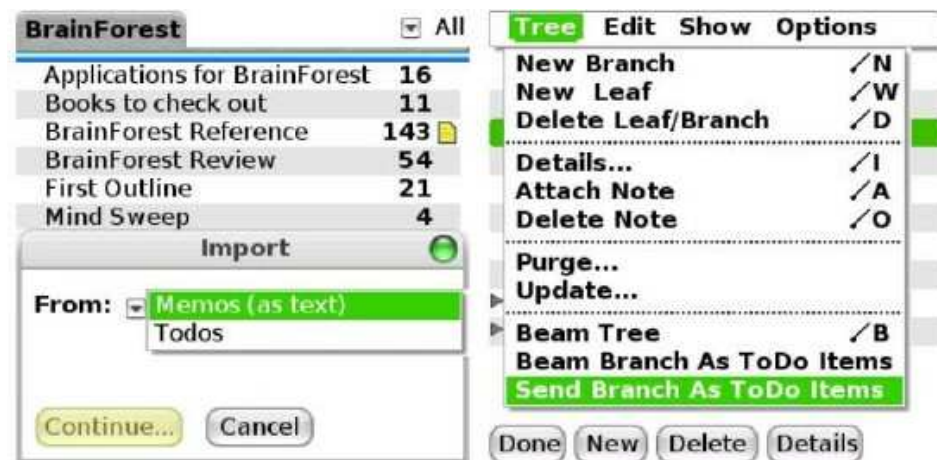 BrainForest All
Applications for BrainForest 16
Books to check out 11
BrainForest Reference 143
BrainForest Review 54
First Outline 21
Mind Sweep 4
Import
From: Memos (as text)
Todos
Continue... Cancel
Tree Edit Show Options
New Branch /N
New Leaf /W
Delete Leaf/Branch /D
Details... /I
Attach Note /A
Delete Note /O
Purge...
Update...
Beam Tree /B
Beam Branch As ToDo Items
Send Branch As ToDo Items
Done New Delete Details